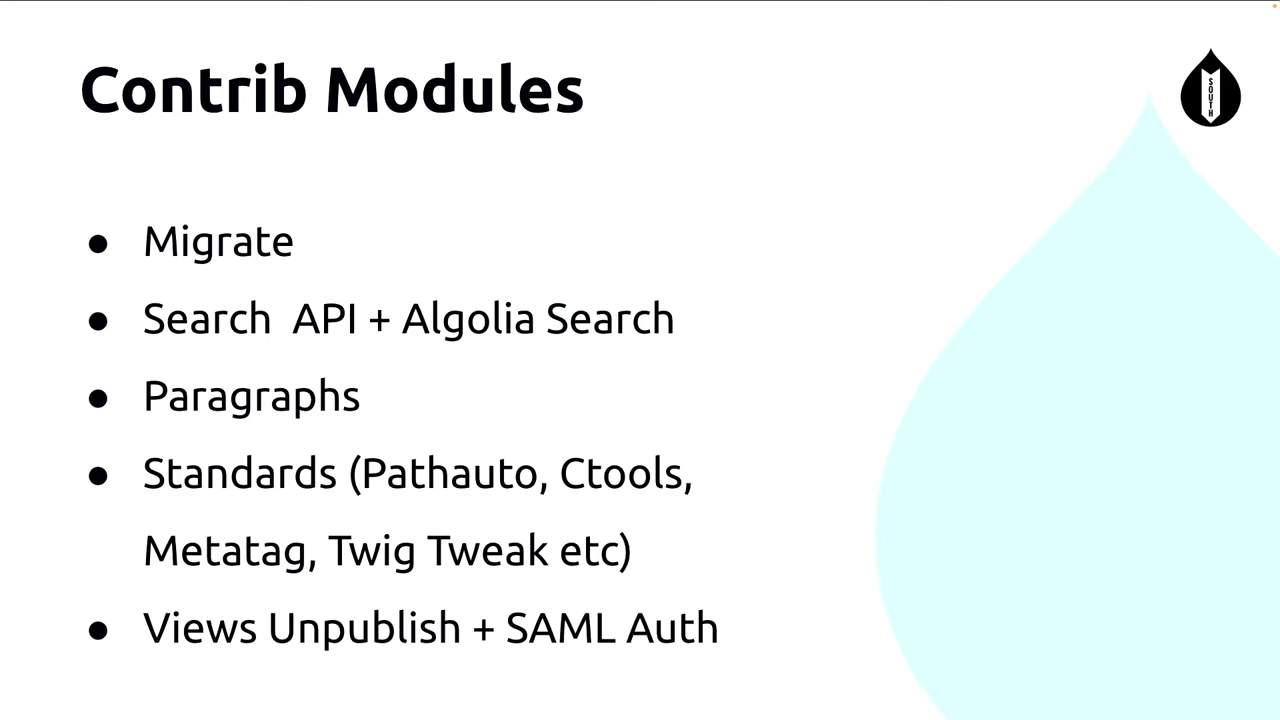 Contrib Modules
SOUTH
● Migrate
● Search  API + Algolia Search
● Paragraphs
● Standards (Pathauto, Ctools,
Metatag, Twig Tweak etc)
● Views Unpublish + SAML Auth